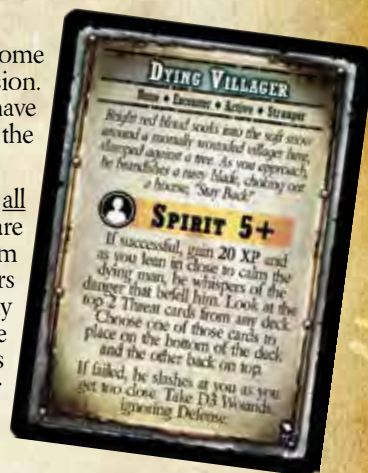 ome
sion.
have
the
all
are
m
rs
y
e
s
DYING VILLAGER
Encounter ♦ Active ♦ Stranger
Bright red blood soaks into the soft snow
around a mortally wounded villager here,
slumped against a tree. As you approach,
he brandishes a rusty blade, choking out
a hoarse, "Stay Back!"
SPIRIT 5+
If successful, gain 20 XP and
as you lean in close to calm the
dying man, he whispers of the
danger that befell him. Look at the
top 2 Threat cards from any deck.
Choose one of those cards to
place on the bottom of the deck
and the other back on top.
If failed, he slashes at you as you
get too close. Take D3 Wounds,
ignoring Defense.